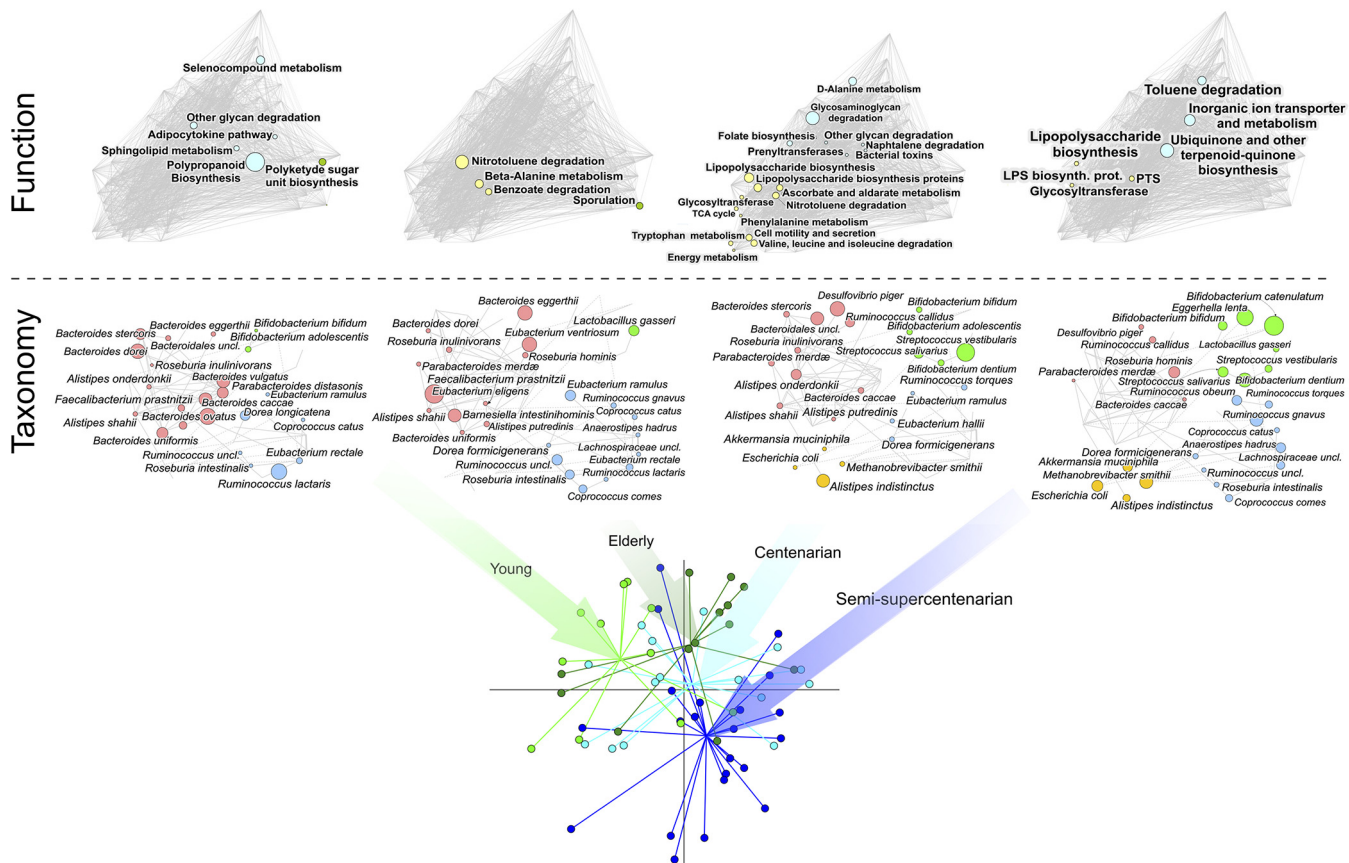 Function
Selenocompound metabolism
Other glycan degradation
Adipocytokine pathway
Sphingolipid metabolism
Polypropanoid
Biosynthesis
Polyketyde sugar
unit biosynthesis
Nitrotoluene degradation
Beta-Alanine metabolism
Benzoate degradation
Sporulation
D-Alanine metabolism
Glycosaminoglycan
degradation
Folate biosynthesis
Other glycan degradation
Naphtalene degradation
Prenyltransferases
Bacterial toxins
Lipopolysaccharide biosynthesis
Lipopolysaccharide biosynthesis proteins
Ascorbate and aldarate metabolism
Glycosyltransferase
Nitrotoluene degradation
TCA cycle
Phenylalanine metabolism
Tryptophan metabolism
Cell motility and secretion
Valine, leucine and isoleucine degradation
Energy metabolism
Toluene degradation
Inorganic ion transporter
and metabolism
Lipopolysaccharide
biosynthesis
Ubiquinone and other
terpenoid-quinone
biosynthesis
LPS biosynth. prot.
PTS
Glycosyltransferase
Taxonomy
Bacteroides eggerthii
Bifidobacterium bifidum
Bacteroides stercoris
Bifidobacterium adolescentis
Bacteroidales uncl.
Bacteroides dorei
Roseburia inulinivorans
Alistipes onderdonkii
Bacteroides vulgatus
Parabacteroides distasonis
Eubacterium ramulus
Faecalibacterium prastnitzii
Bacteroides caccae
Alistipes shahii
Bacteroides ovatus
Dorea longicatena
Coprococcus catus
Bacteroides uniformis
Ruminococcus uncl.
Eubacterium rectale
Roseburia intestinalis
Ruminococcus lactaris
Bacteroides eggerthii
Bacteroides dorei
Lactobacillus gasseri
Eubacterium ventriosum
Roseburia inulinivorans
Roseburia hominis
Parabacteroides merdæ
Faecalibacterium prastnitzii
Eubacterium ramulus
Eubacterium eligens
Ruminococcus gnavus
Alistipes shahii
Barnesiella intestinihominis
Coprococcus catus
Alistipes putredinis
Anaerostipes hadrus
Bacteroides uniformis
Dorea formicigenerans
Lachnospiraceae uncl.
Eubacterium rectale
Ruminococcus uncl.
Ruminococcus lactaris
Roseburia intestinalis
Coprococcus comes
Desulfovibrio piger
Bacteroides stercoris
Bifidobacterium bifidum
Ruminococcus callidus
Bacteroidales uncl.
Bifidobacterium adolescentis
Roseburia inulinivorans
Streptococcus vestibularis
Streptococcus salivarius
Parabacteroides merdæ
Bifidobacterium dentium
Alistipes onderdonkii
Ruminococcus torques
Bacteroides caccae
Eubacterium ramulus
Alistipes shahii
Alistipes putredinis
Eubacterium hallii
Akkermansia muciniphila
Dorea formicigenerans
Escherichia coli
Methanobrevibacter smithii
Alistipes indistinctus
Bifidobacterium catenulatum
Eggerhella lenta
Bifidobacterium bifidum
Desulfovibrio piger
Ruminococcus callidus
Lactobacillus gasseri
Roseburia hominis
Streptococcus vestibularis
Parabacteroides merdæ
Streptococcus salivarius
Bifidobacterium dentium
Ruminococcus obeum
Ruminococcus torques
Bacteroides caccae
Ruminococcus gnavus
Coprococcus catus
Anaerostipes hadrus
Dorea formicigenerans
Lachnospiraceae uncl.
Akkermansia muciniphila
Ruminococcus uncl.
Methanobrevibacter smithii
Roseburia intestinalis
Escherichia coli
Coprococcus comes
Alistipes indistinctus
Young
Elderly
Centenarian
Semi-supercentenarian